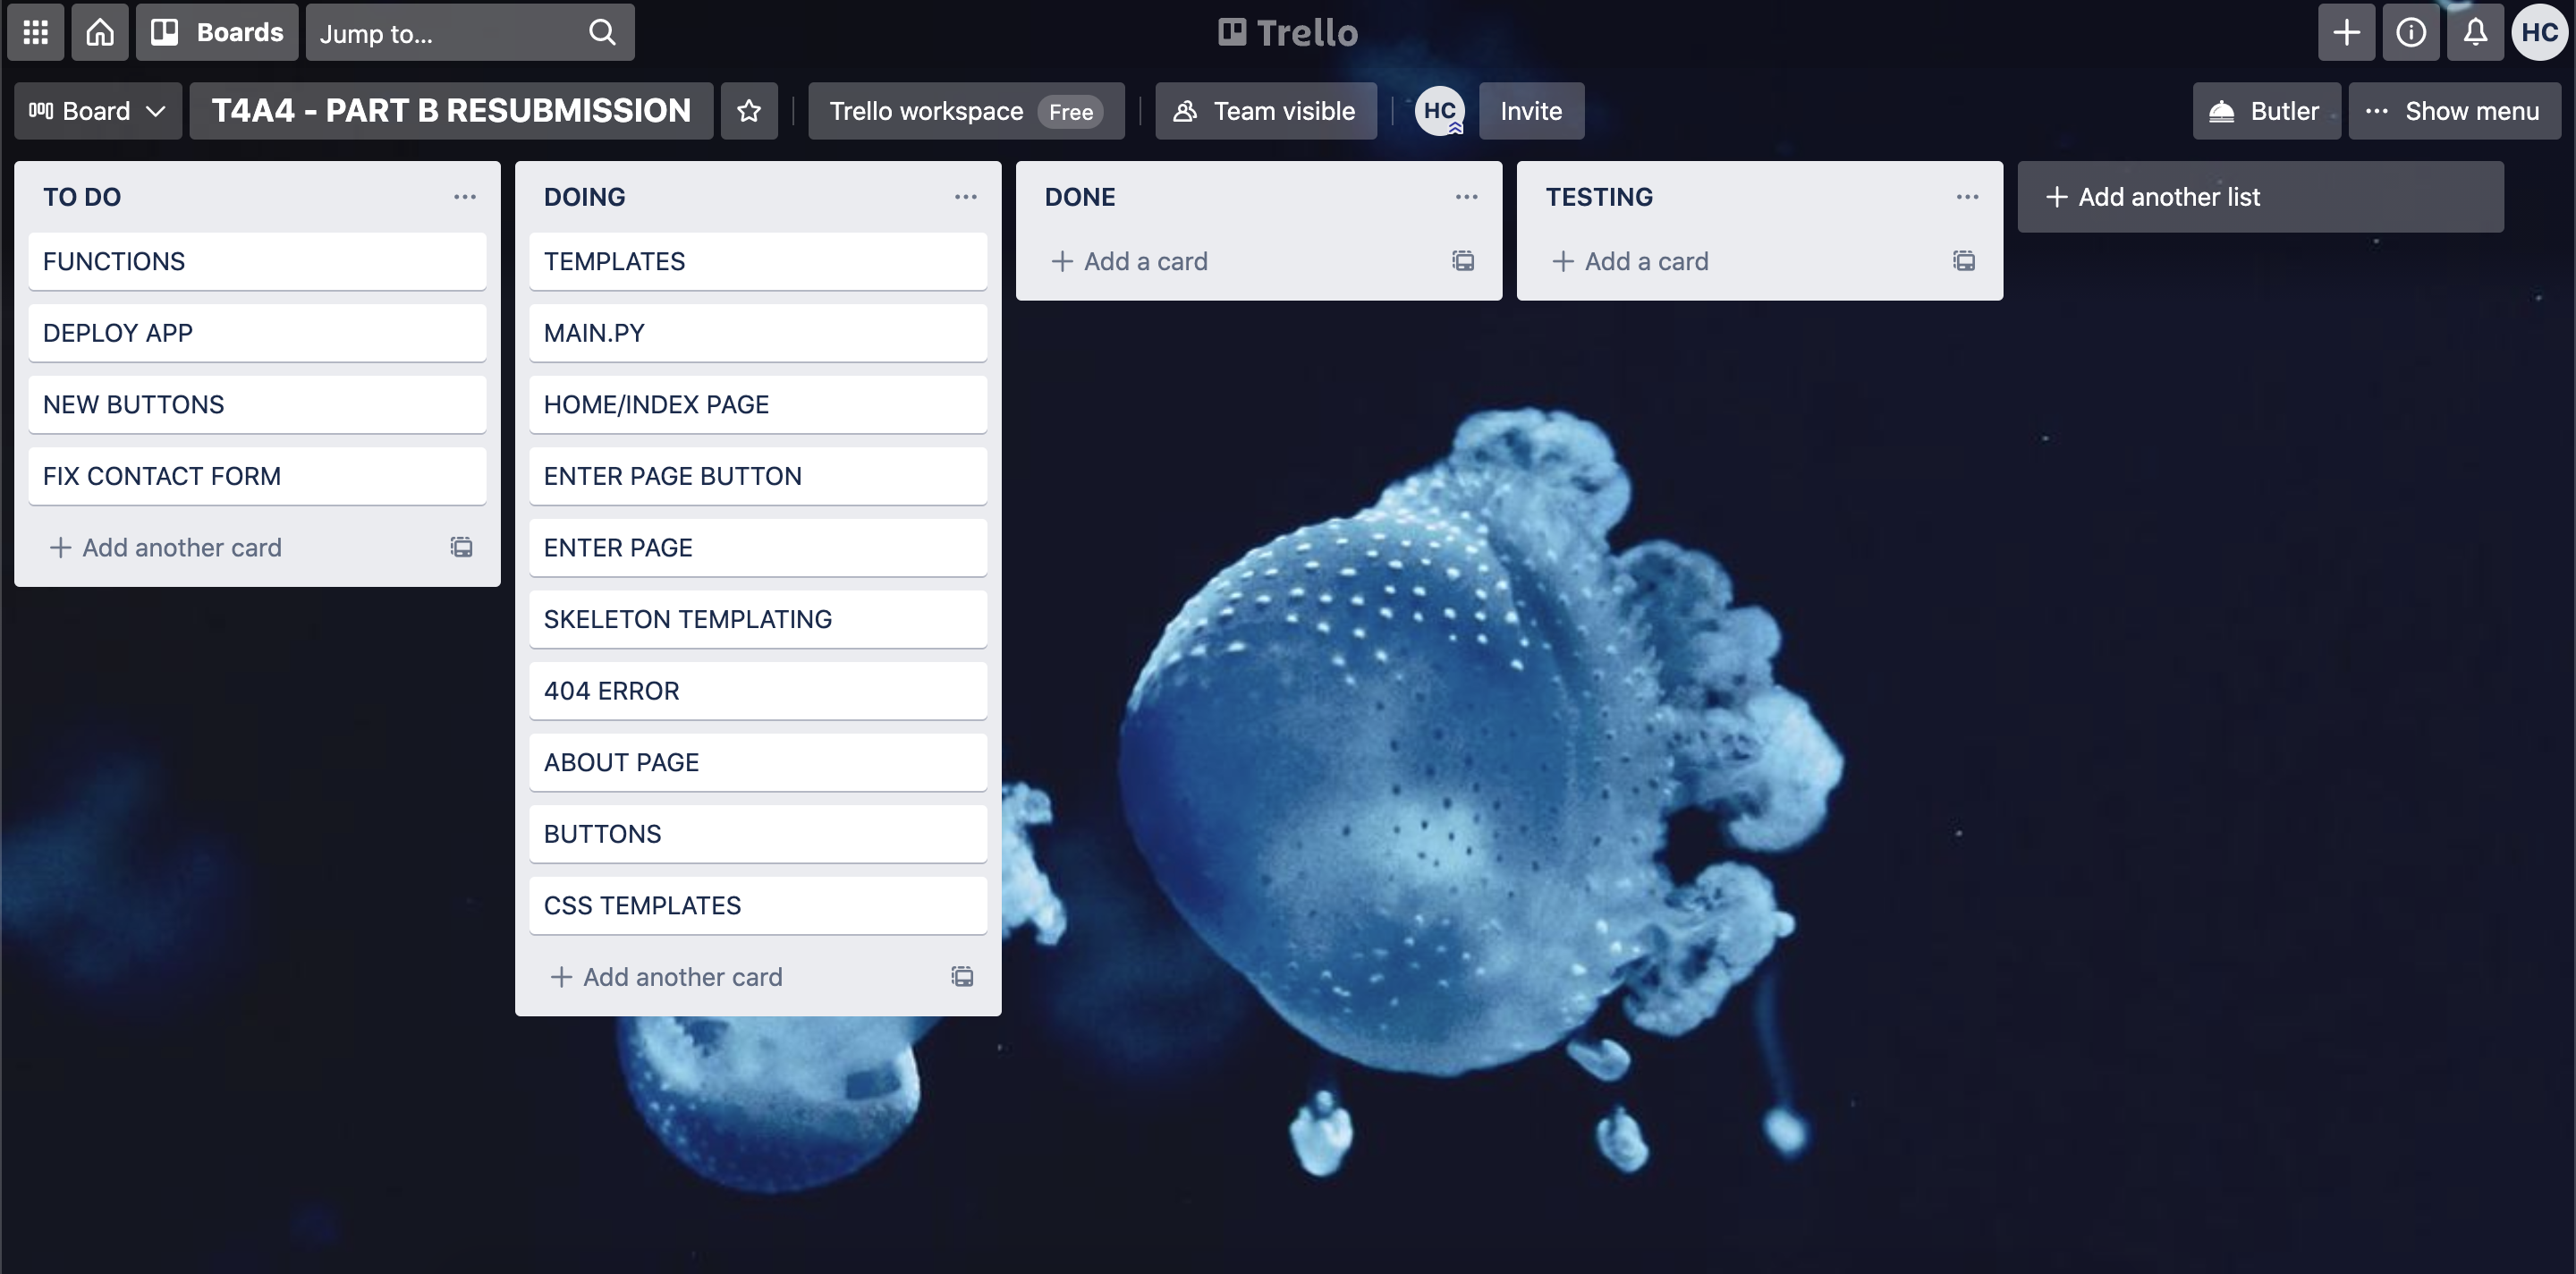 Boards
Jump to...
Trello
HC
Board
T4A4 - PART B RESUBMISSION
Trello workspace Free
Team visible
HC
Invite
Butler
... Show menu
TO DO
FUNCTIONS
DEPLOY APP
NEW BUTTONS
FIX CONTACT FORM
+ Add another card
DOING
TEMPLATES
MAIN.PY
HOME/INDEX PAGE
ENTER PAGE BUTTON
ENTER PAGE
SKELETON TEMPLATING
404 ERROR
ABOUT PAGE
BUTTONS
CSS TEMPLATES
+ Add another card
DONE
+ Add a card
TESTING
+ Add a card
+ Add another list